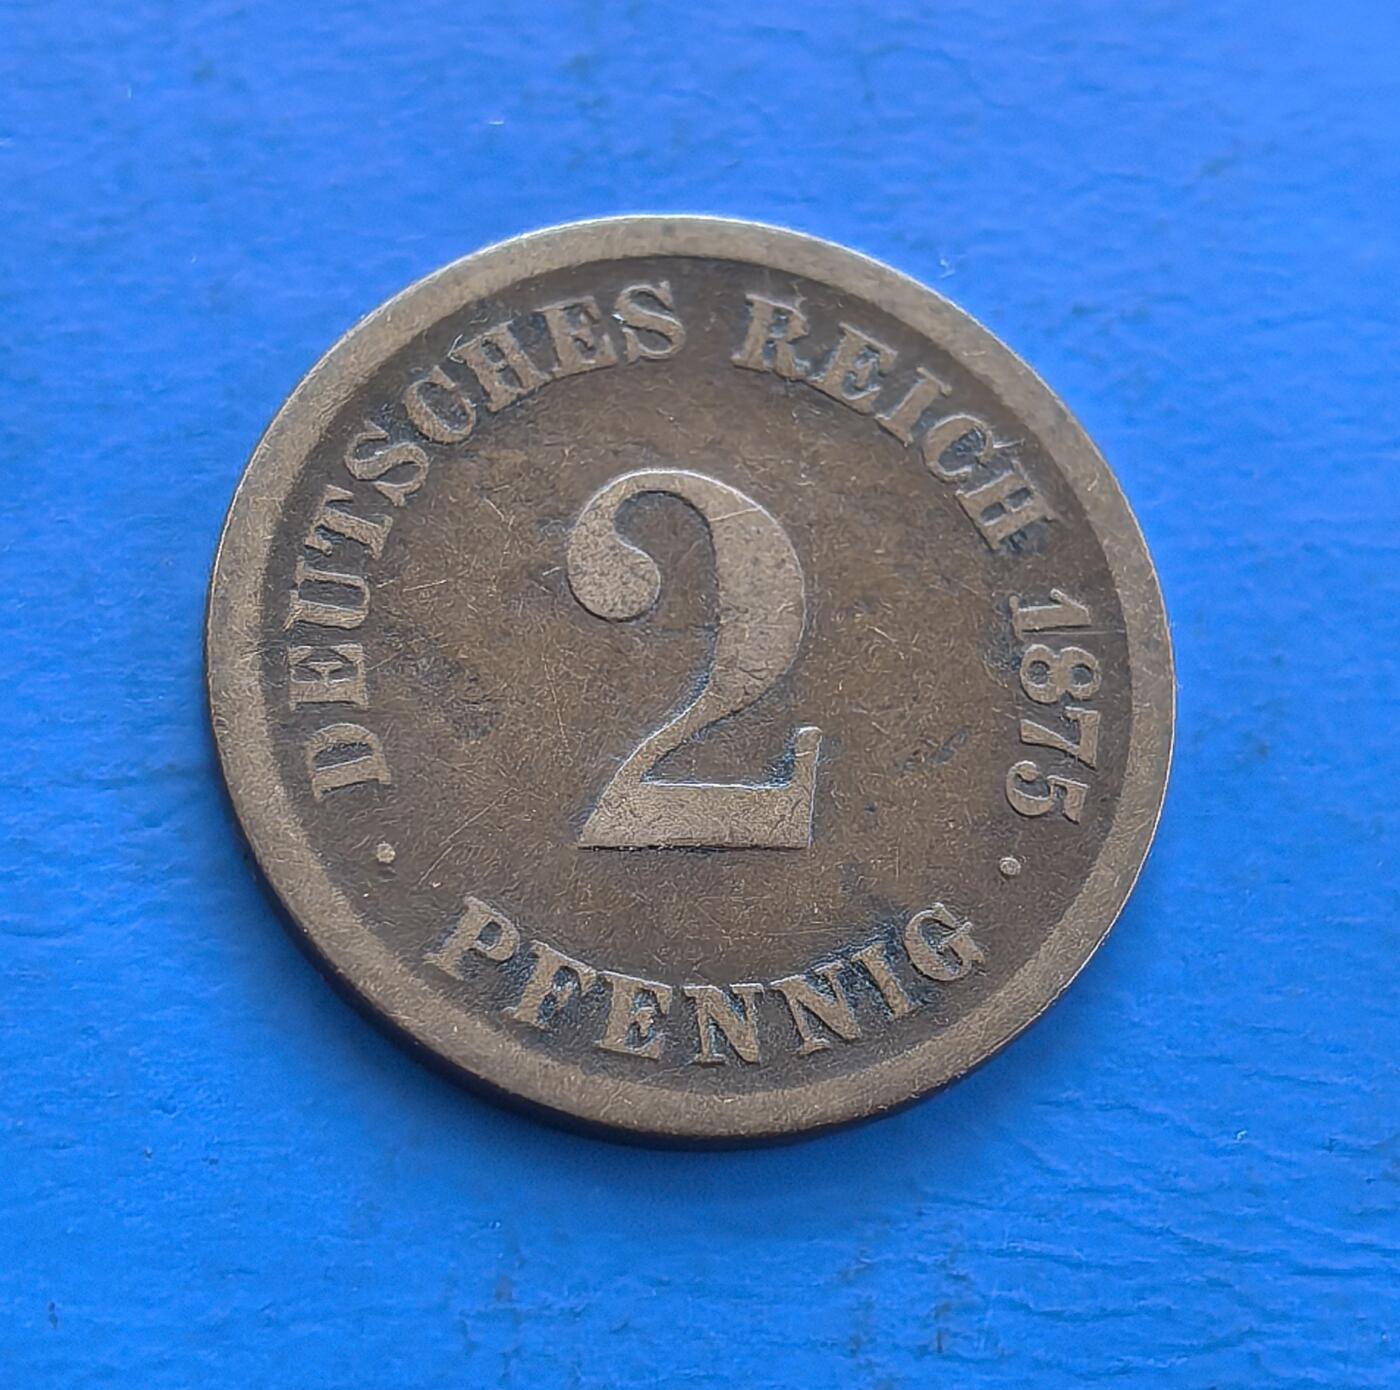 DEUTSCHES REICH 1875
2
PFENNIG